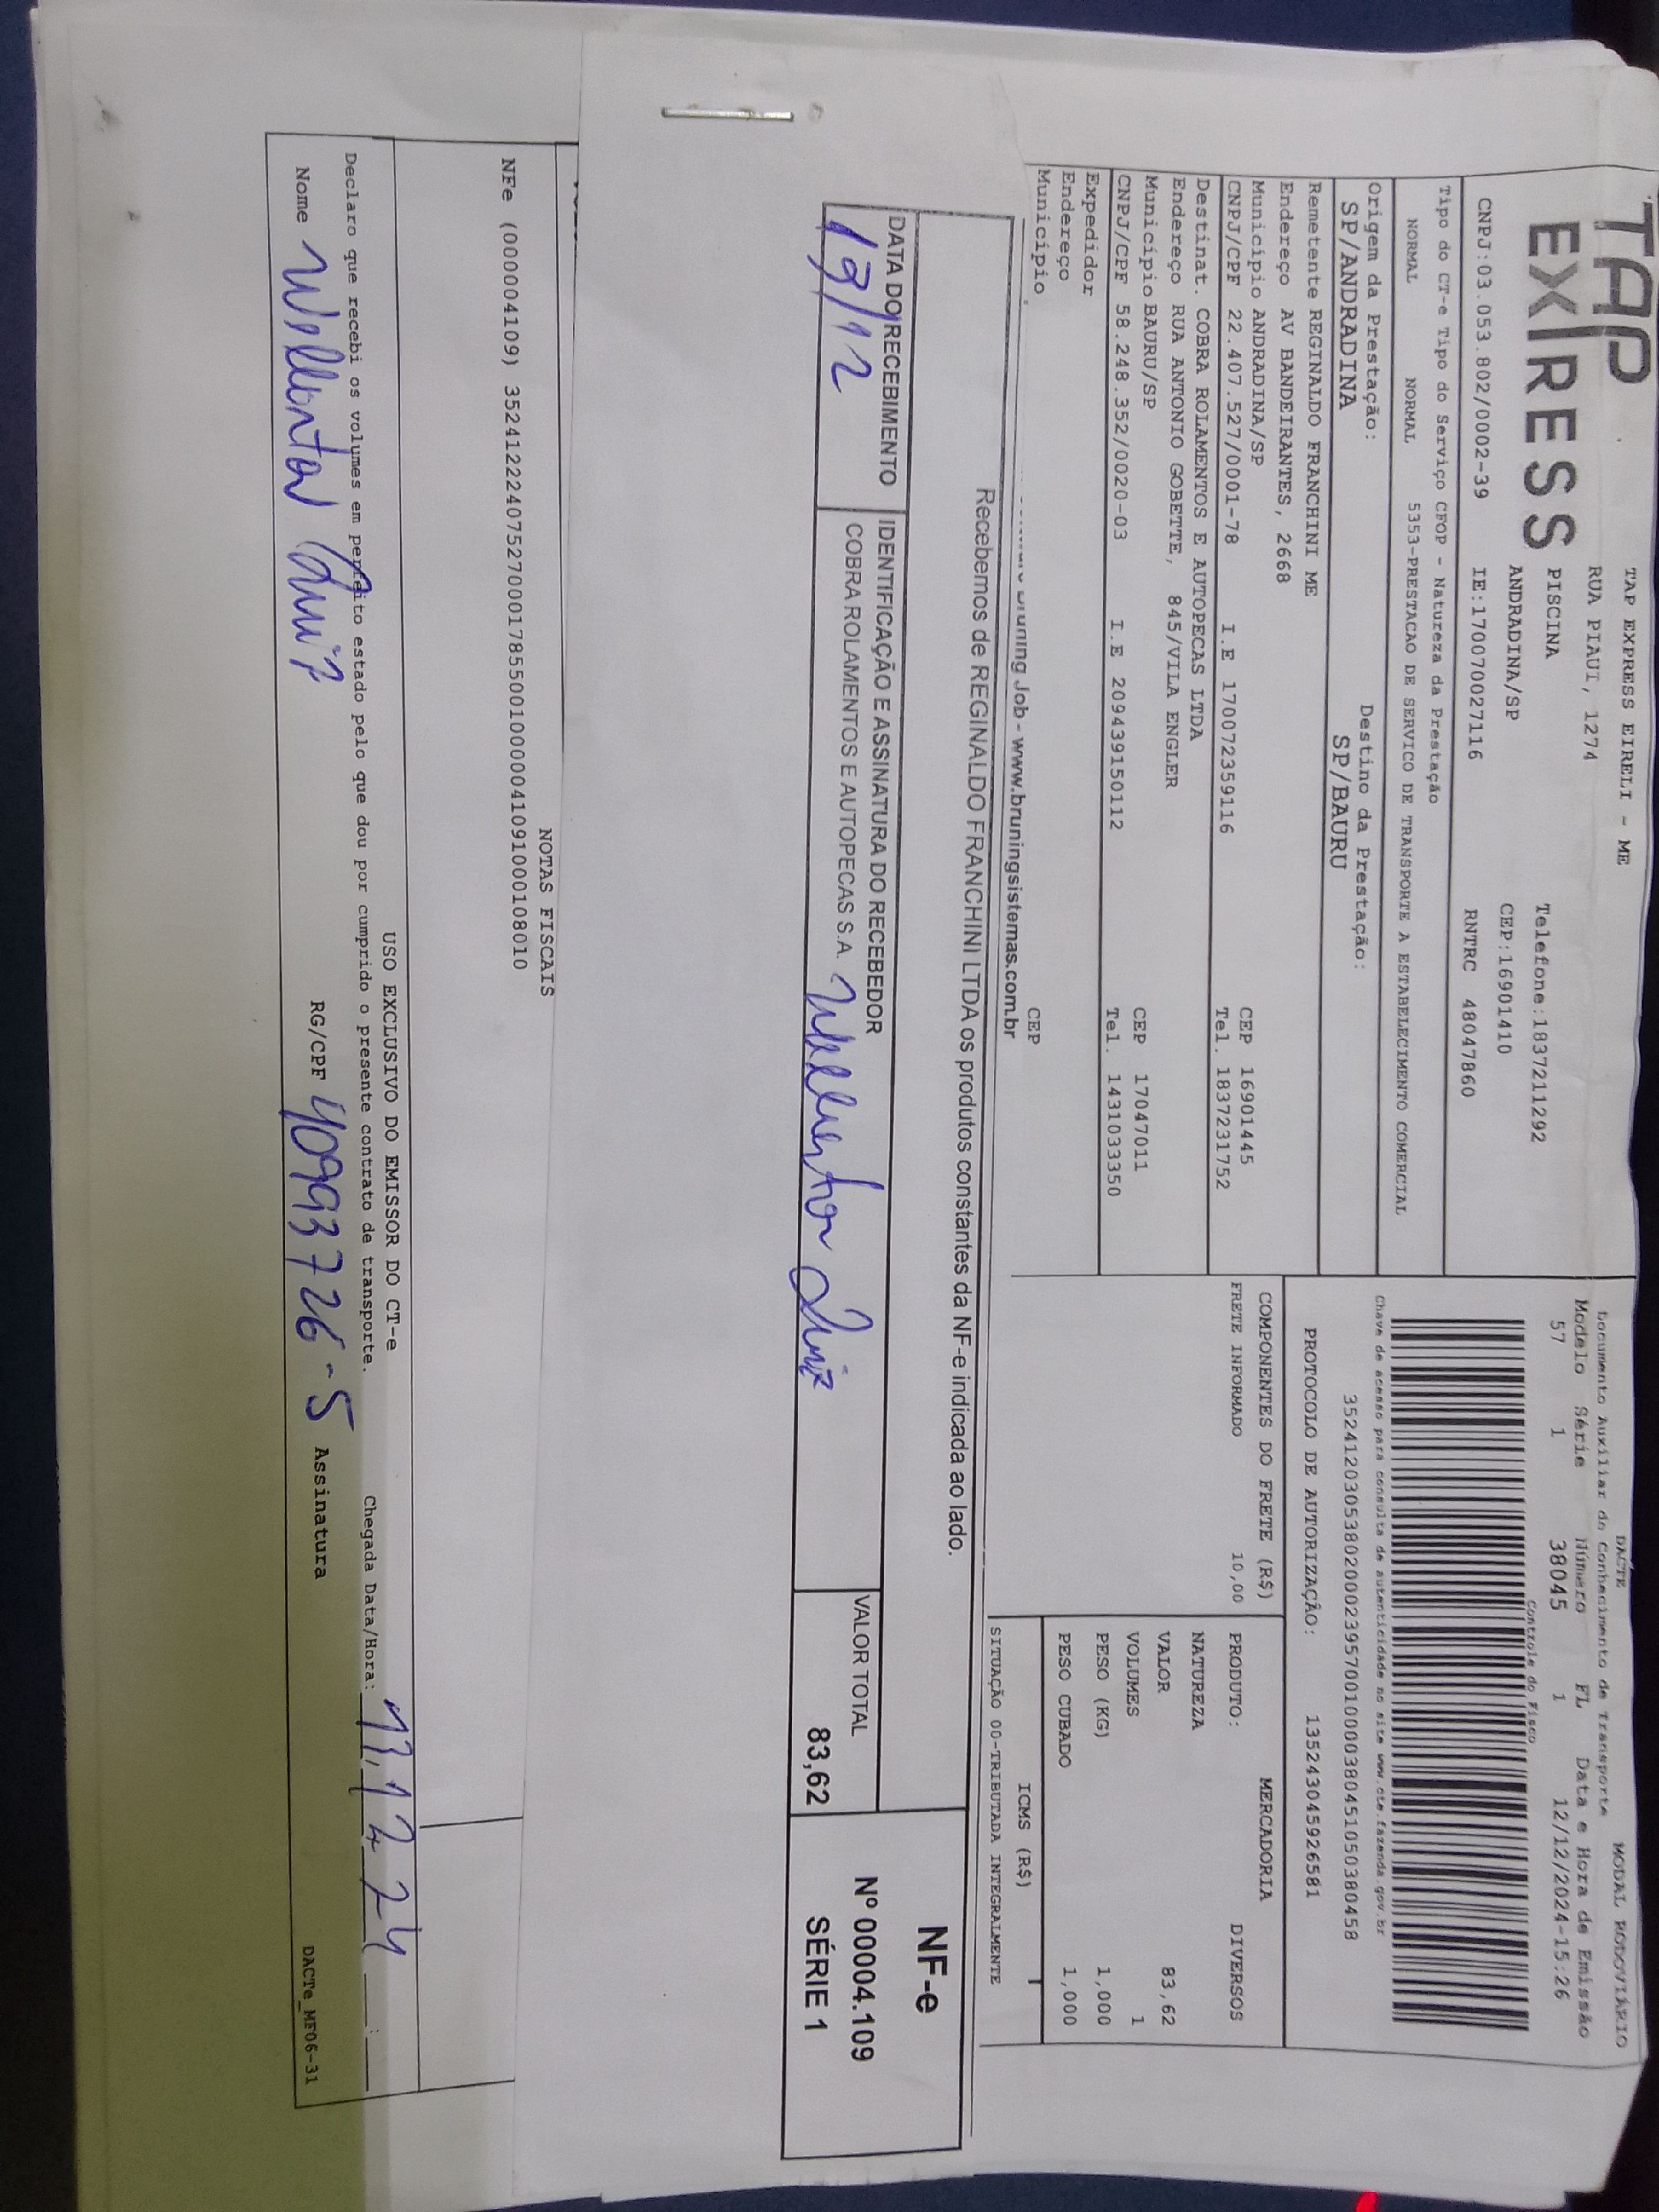 TAP
EXPRESS
TAP EXPRESS EIRELI - ME
RUA PIAUI, 1274
PISCINA
Telefone:1837211292
ANDRADINA/SP
CEP:16901410
CNPJ:03.053.802/0002-39 IE:170070027116 RNTRC 48047860
Tipo do CT-e Tipo do Serviço CFOP - Natureza da Prestação
NORMAL NORMAL 5353-PRESTACAO DE SERVICO DE TRANSPORTE A ESTABELECIMENTO COMERCIAL
Origem da Prestação: Destino da Prestação:
SP/ANDRADINA SP/BAURU
Remetente REGINALDO FRANCHINI ME
Endereço AV BANDEIRANTES, 2668
Município ANDRADINA/SP CEP 16901445
CNPJ/CPF 22.407.527/0001-78 I.E 170072359116 Tel. 1837231752
Destinat. COBRA ROLAMENTOS E AUTOPECAS LTDA
Endereço RUA ANTONIO GOBETTE, 845/VILA ENGLER
Município BAURU/SP CEP 17047011
CNPJ/CPF 58.248.352/0020-03 I.E 209439150112 Tel. 1431033350
Expedidor
Endereço
Município CEP
DACTE MODAL RODOVIÁRIO
Documento Auxiliar do Conhecimento de Transporte
Modelo Série Número FL Data e Hora de Emissão
57 1 38045 1 12/12/2024-15:26
Controle do Fisco
Chave de acesso para consulta de autenticidade no site www.cte.fazenda.gov.br
35241203053802000239570010000380451050380458
PROTOCOLO DE AUTORIZAÇÃO: 135243045926581
COMPONENTES DO FRETE (R$)
FRETE INFORMADO 10,00
MERCADORIA
PRODUTO: DIVERSOS
NATUREZA
VALOR 83,62
VOLUMES 1
PESO (KG) 1,000
PESO CUBADO 1,000
ICMS (R$)
SITUAÇÃO 00-TRIBUTADA INTEGRALMENTE
Bruning Job - www.bruningsistemas.com.br
Recebemos de REGINALDO FRANCHINI LTDA os produtos constantes da NF-e indicada ao lado.
DATA DO RECEBIMENTO
IDENTIFICAÇÃO E ASSINATURA DO RECEBEDOR
COBRA ROLAMENTOS E AUTOPECAS S.A. Wellenton Luiz
VALOR TOTAL
83,62
NF-e
Nº 00004.109
SÉRIE 1
NOTAS FISCAIS
NFe (000004109) 35241222407527000178550010000041091000108010
USO EXCLUSIVO DO EMISSOR DO CT-e
Declaro que recebi os volumes em perfeito estado pelo que dou por cumprido o presente contrato de transporte. Chegada Data/Hora:
Nome Wellenton Luiz RG/CPF 40993726-5 Assinatura
DACTe_MF06-31